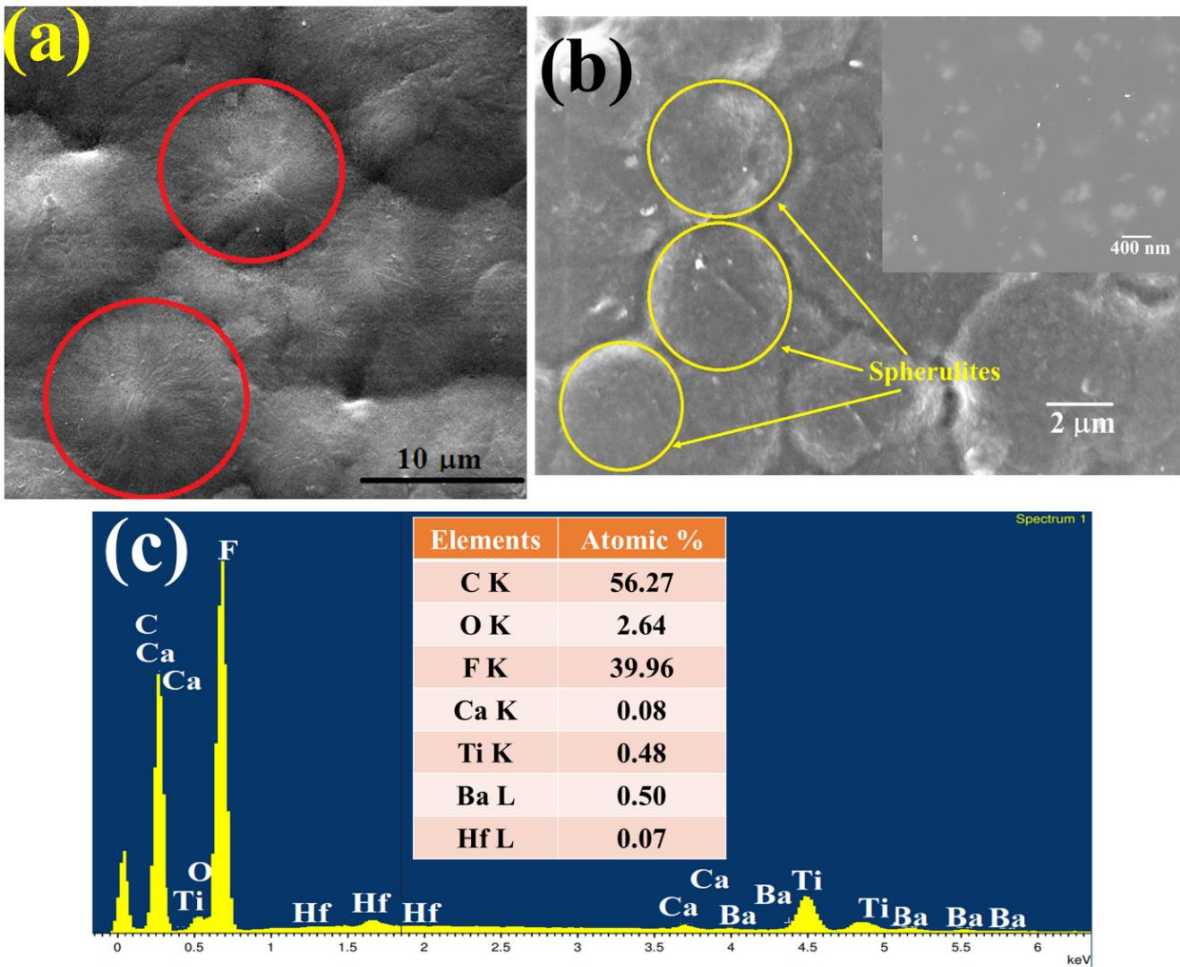 (a)
10 μm
(b)
400 nm
Spherulites
2 μm
(c)
Spectrum 1
F
C
Ca
Ca
O
Ti
Hf
Hf
Hf
Ca
Ca
Ba
Ba
Ti
Ti
Ba
Ba
Ba
Elements Atomic %
C K 56.27
O K 2.64
F K 39.96
Ca K 0.08
Ti K 0.48
Ba L 0.50
Hf L 0.07
0 0.5 1 1.5 2 2.5 3 3.5 4 4.5 5 5.5 6
keV